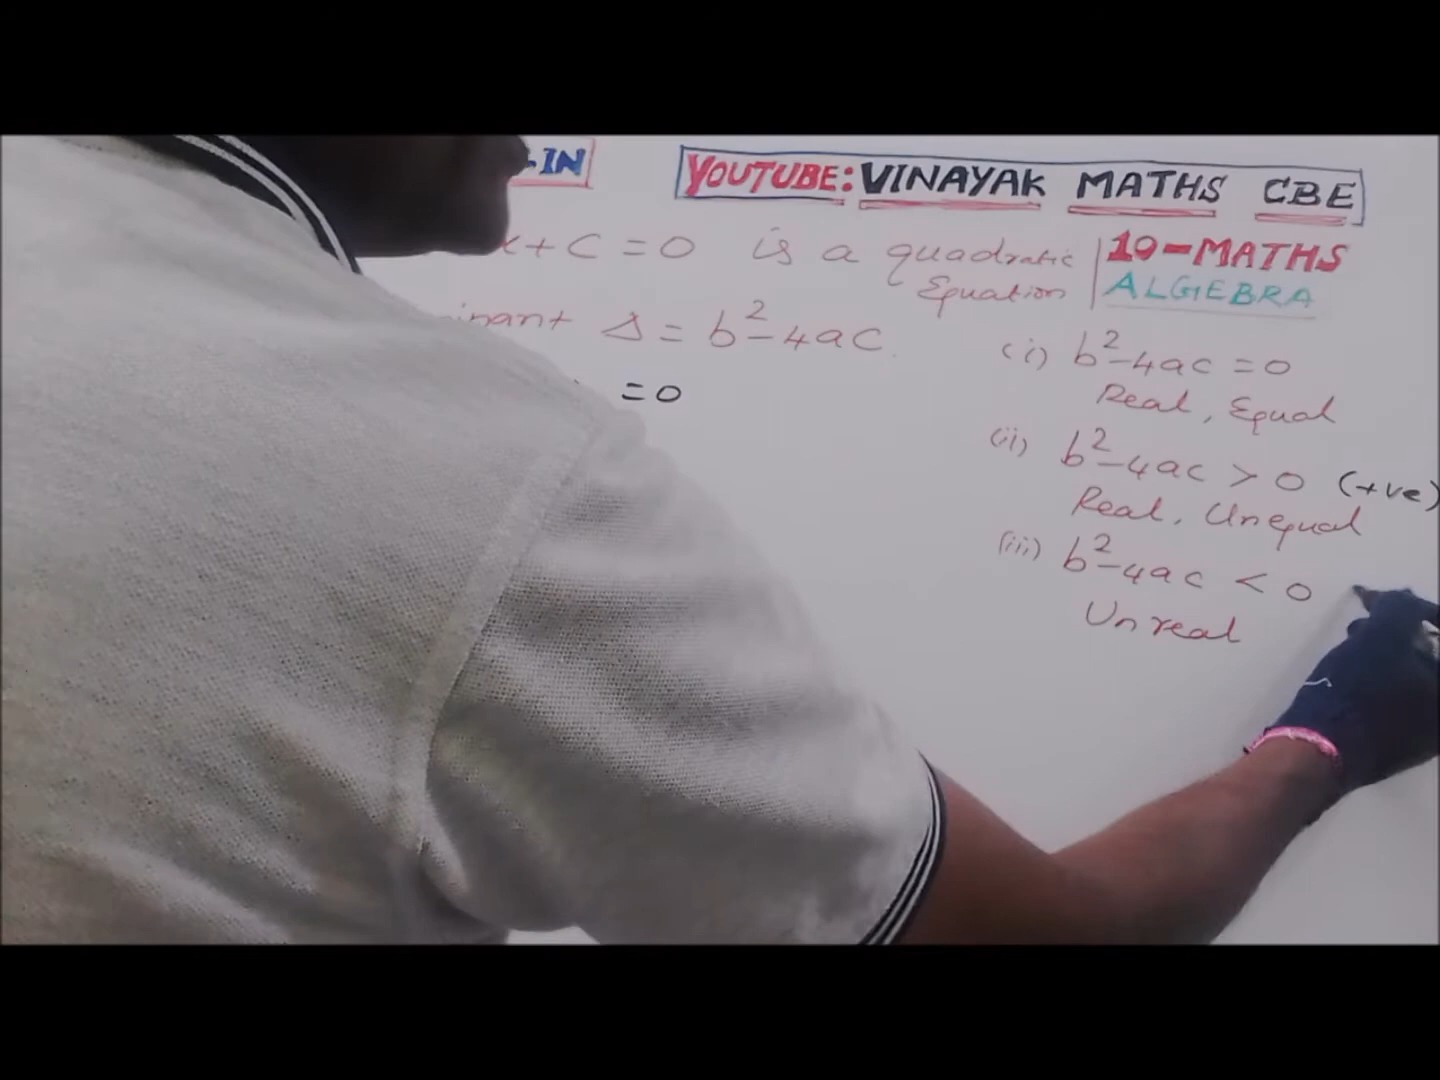 .IN
YOUTUBE: VINAYAK MATHS CBE
x + C = 0 is a quadratic Equation
10-MATHS
ALGEBRA
inant Δ = b²-4ac
= 0
(i) b²-4ac = 0
Real, Equal
(ii) b²-4ac > 0 (+ve)
Real, Unequal
(iii) b²-4ac < 0
Unreal